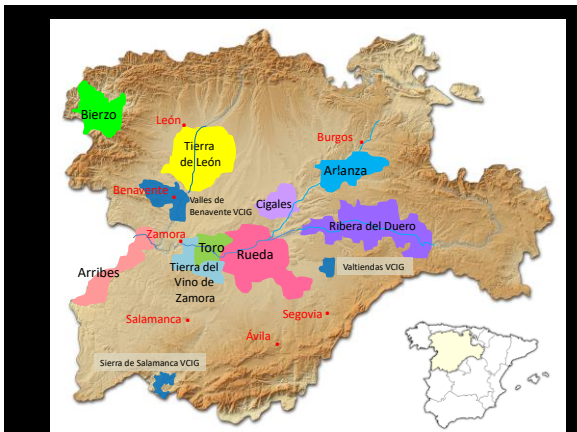 Bierzo
León
Tierra
de León
Burgos
Arlanza
Benavente
Valles de
Benavente VCIG
Cigales
Ribera del Duero
Zamora
Toro
Rueda
Arribes
Tierra del
Vino de
Zamora
Valtiendas VCIG
Salamanca
Segovia
Ávila
Sierra de Salamanca VCIG